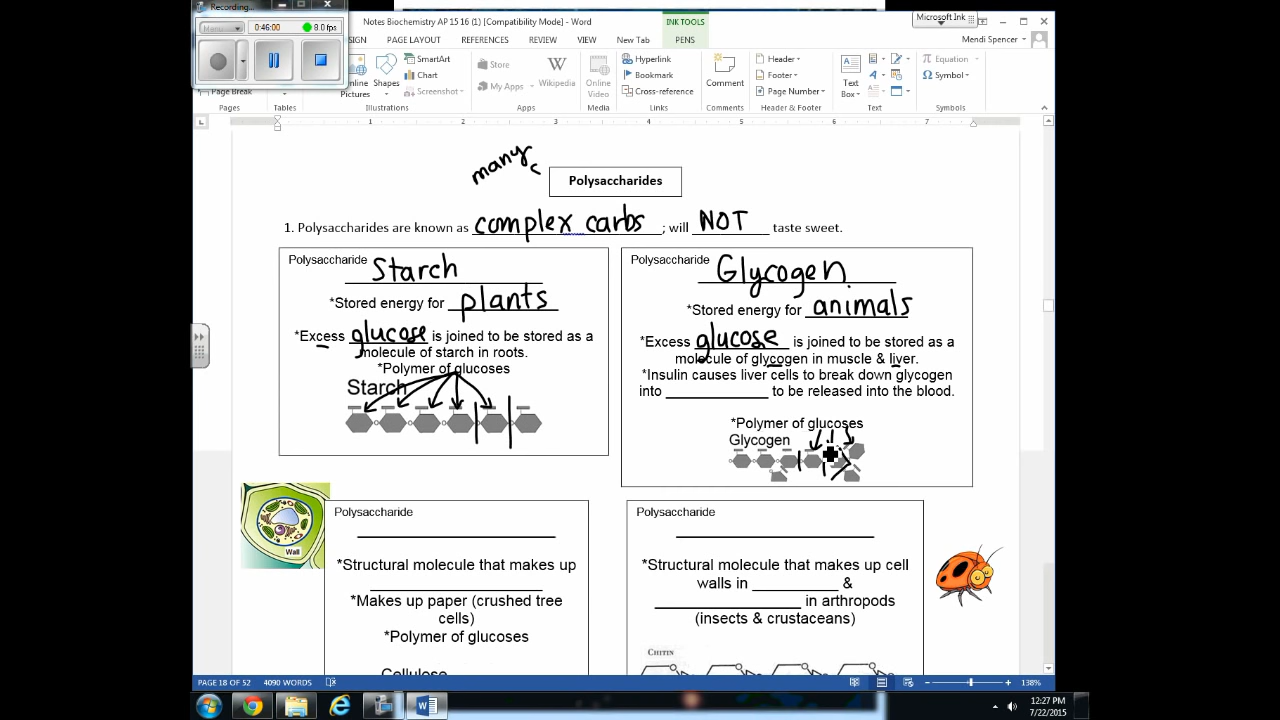 Recording...
0:46:00
9.0 fps
Notes Biochemistry AP 15 16 (1) [Compatibility Mode] - Word
INK TOOLS
Microsoft Ink
SIGN PAGE LAYOUT REFERENCES REVIEW VIEW New Tab PENS
Mendi Spencer
Page Break
Pages
Tables
Online Pictures
Shapes
SmartArt
Chart
Screenshot
Illustrations
Store
My Apps
Wikipedia
Apps
Online Video
Media
Hyperlink
Bookmark
Cross-reference
Links
Comment
Comments
Header
Footer
Page Number
Header & Footer
Text Box
Text
Equation
Symbol
Symbols
1 2 3 4 5 6 7
many
Polysaccharides
1. Polysaccharides are known as complex carbs; will NOT taste sweet.
Polysaccharide Starch
*Stored energy for plants
*Excess glucose is joined to be stored as a
molecule of starch in roots.
*Polymer of glucoses
Starch
Polysaccharide Glycogen
*Stored energy for animals
*Excess glucose is joined to be stored as a
molecule of glycogen in muscle & liver.
*Insulin causes liver cells to break down glycogen
into ____________ to be released into the blood.
*Polymer of glucoses
Glycogen
Wall
Polysaccharide
*Structural molecule that makes up
*Makes up paper (crushed tree
cells)
*Polymer of glucoses
Cellulose
Polysaccharide
*Structural molecule that makes up cell
walls in __________ &
_________________ in arthropods
(insects & crustaceans)
CHITIN
PAGE 18 OF 52 4090 WORDS
138%
12:27 PM
7/22/2015